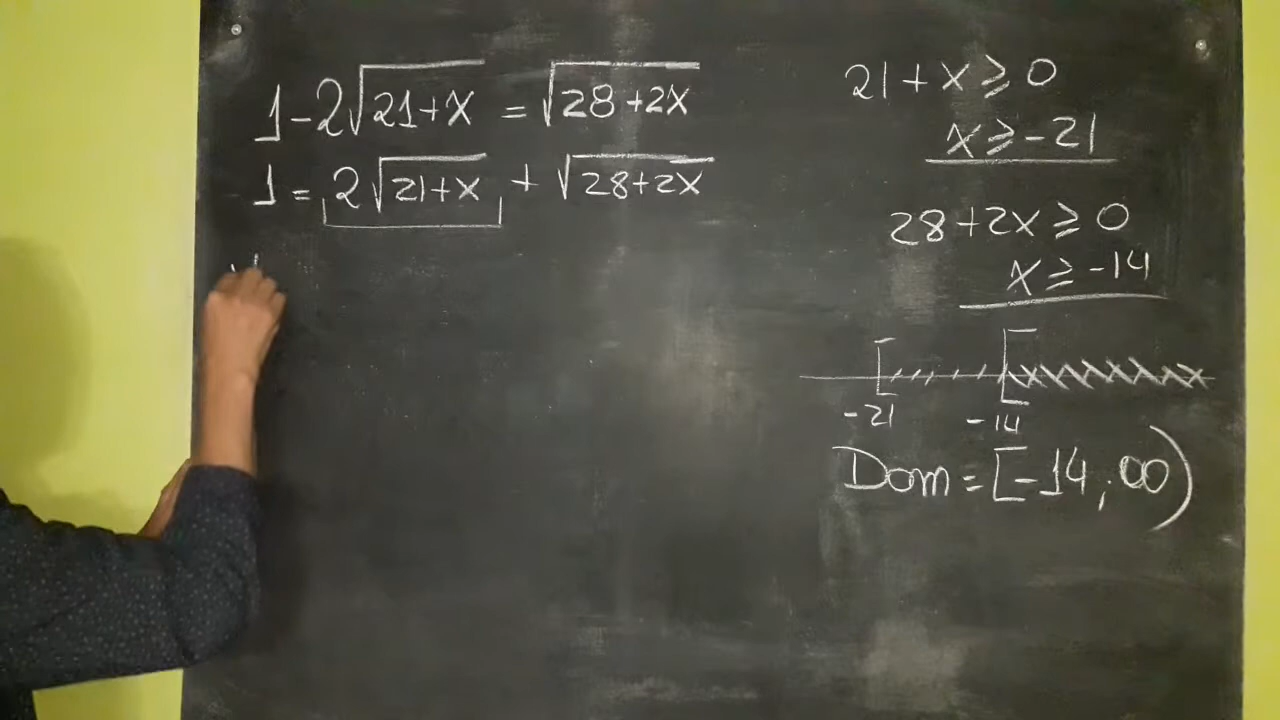 1-2√21+x = √28+2x
1 = 2√21+x + √28+2x
21+x ⩾ 0
x ⩾ -21
28+2x ⩾ 0
x ⩾ -14
-21 -14
Dom = [-14, ∞)